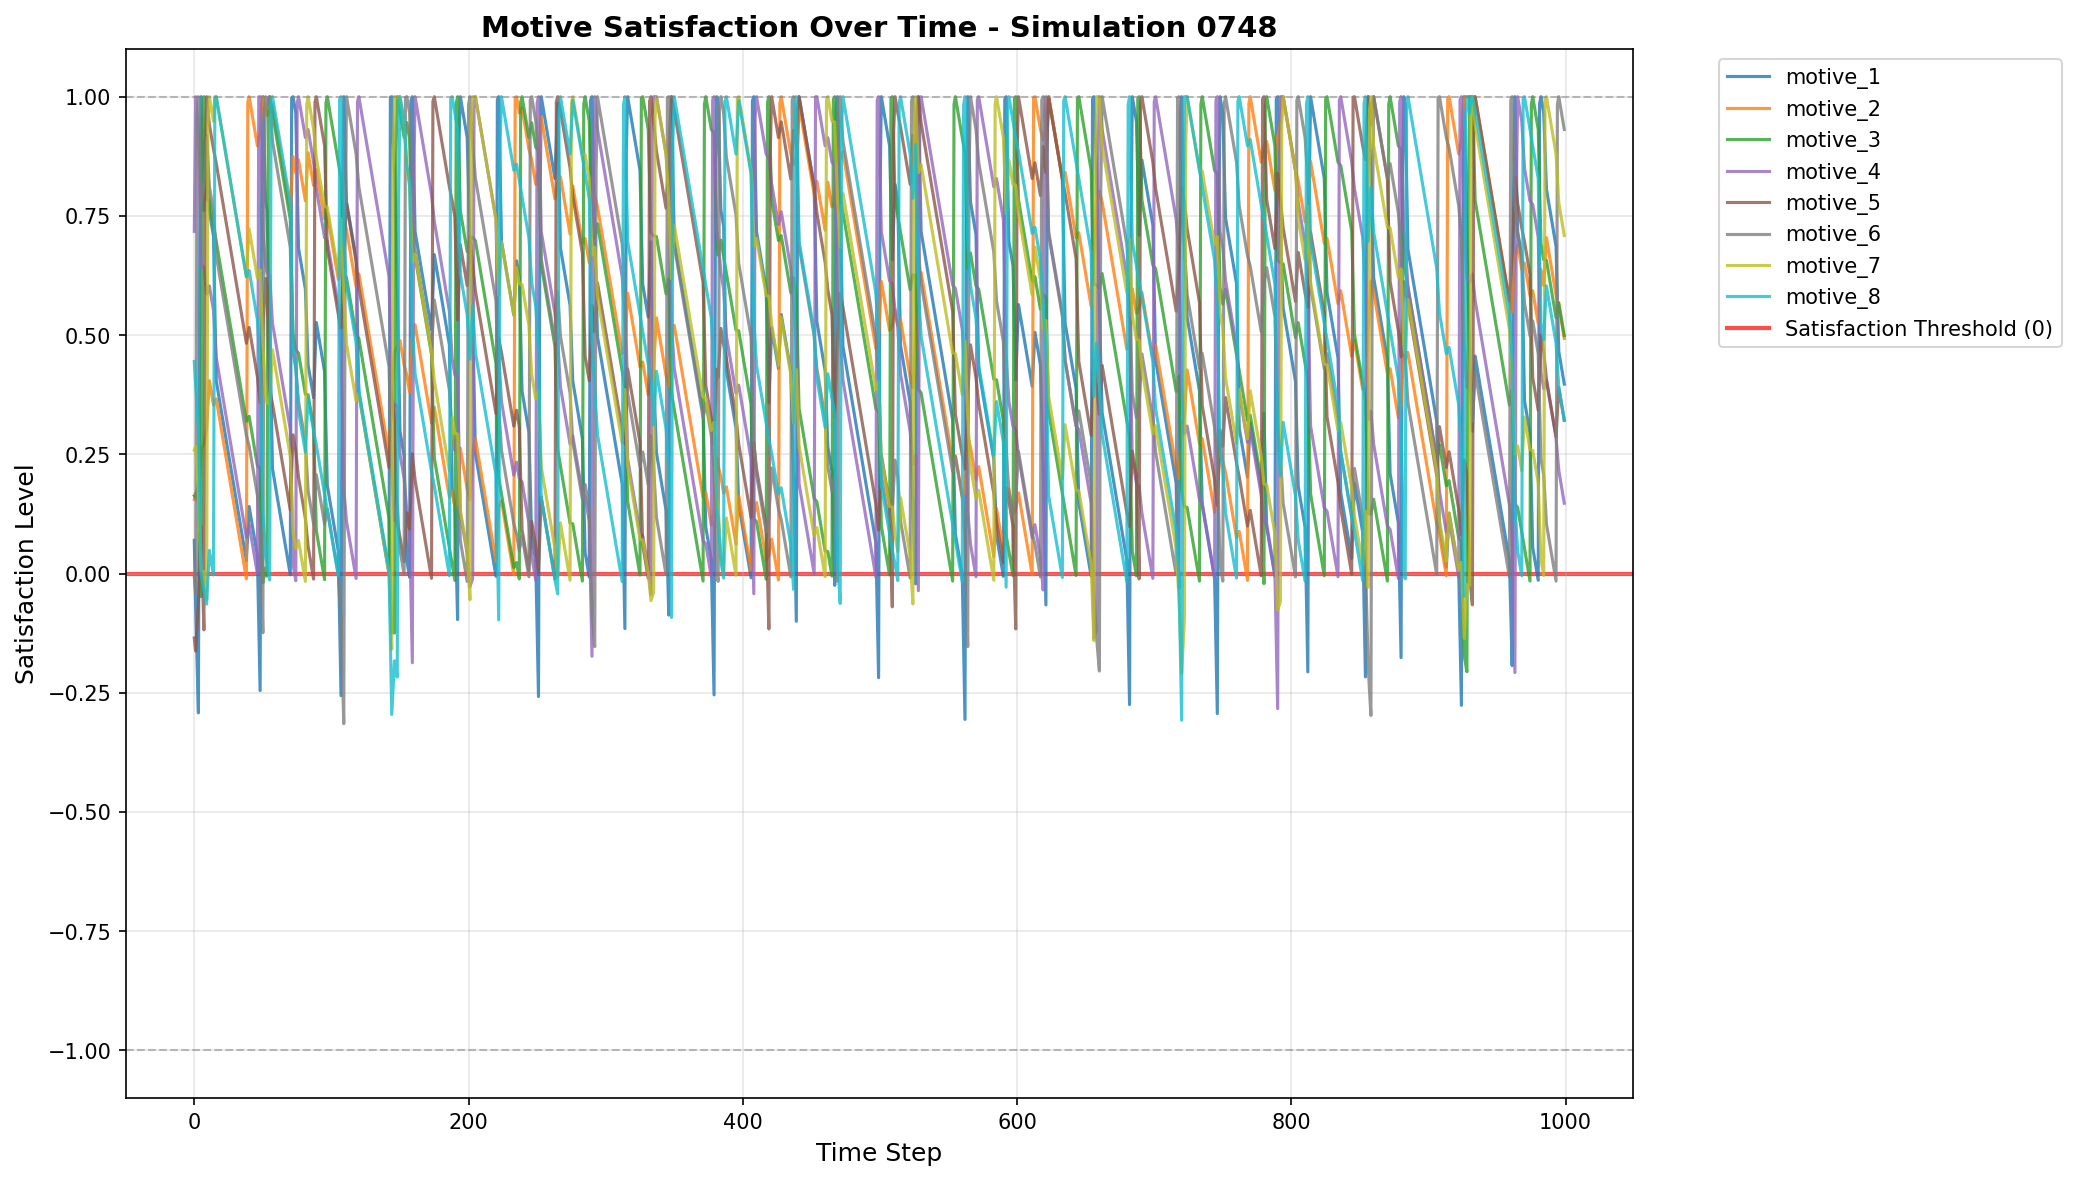 Motive Satisfaction Over Time - Simulation 0748
Satisfaction Level
1.00
0.75
0.50
0.25
0.00
−0.25
−0.50
−0.75
−1.00
0
200
400
600
800
1000
Time Step
motive_1
motive_2
motive_3
motive_4
motive_5
motive_6
motive_7
motive_8
Satisfaction Threshold (0)